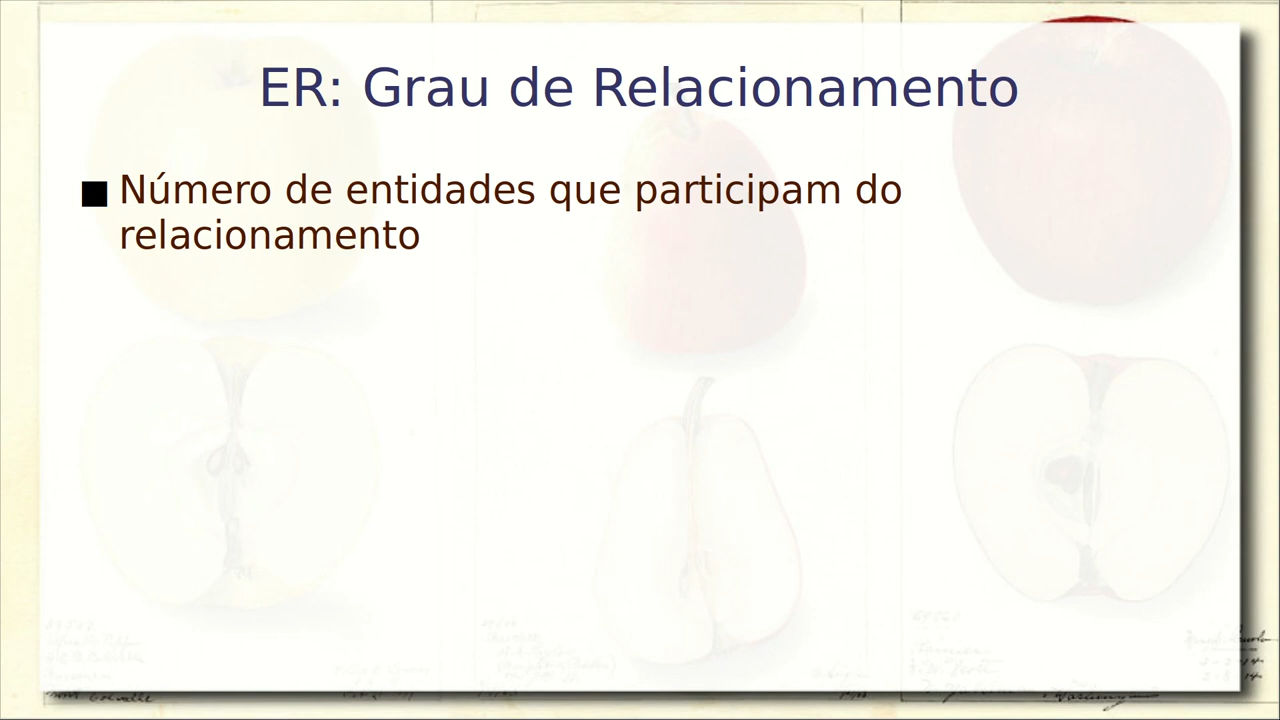 ER: Grau de Relacionamento
■ Número de entidades que participam do
relacionamento